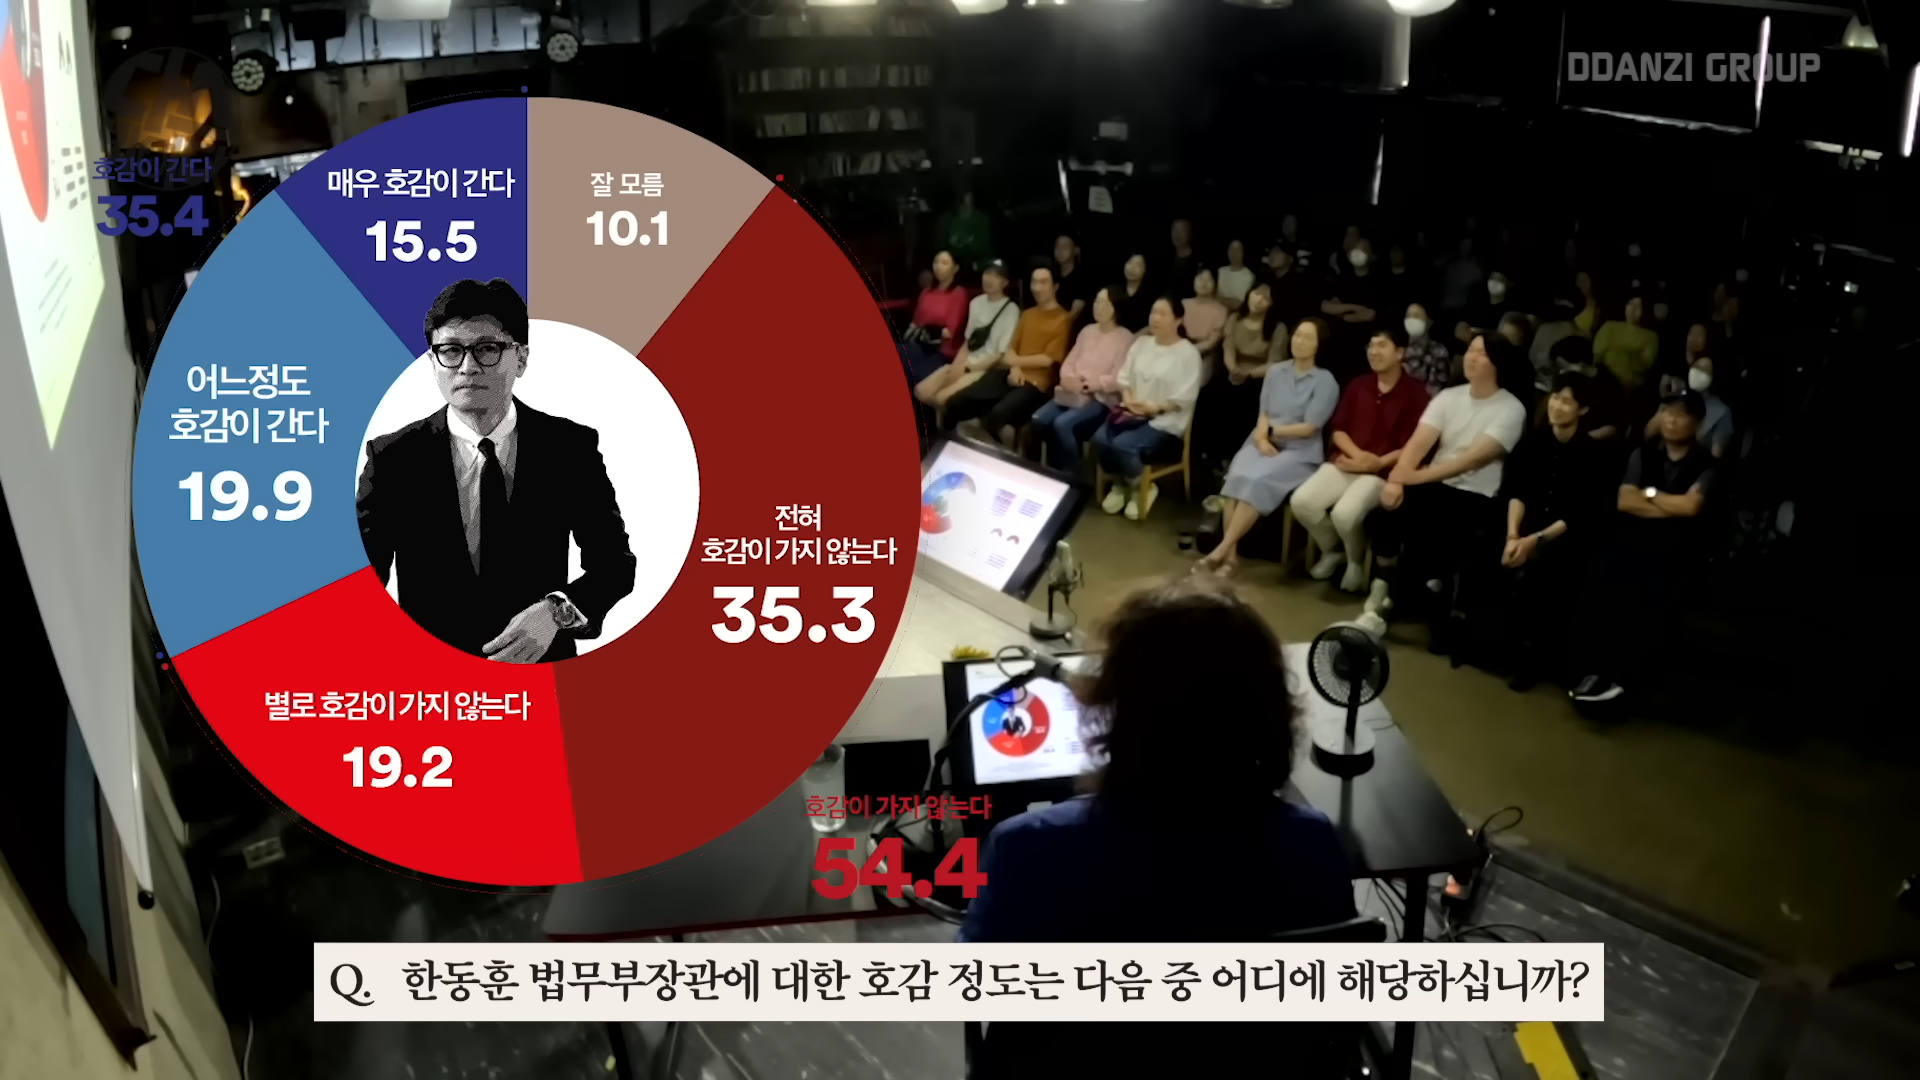 DDANZI GROUP
호감이 간다
35.4
매우 호감이 간다
15.5
잘 모름
10.1
어느정도
호감이 간다
19.9
전혀
호감이 가지 않는다
35.3
별로 호감이 가지 않는다
19.2
호감이 가지 않는다
54.4
Q. 한동훈 법무부장관에 대한 호감 정도는 다음 중 어디에 해당하십니까?